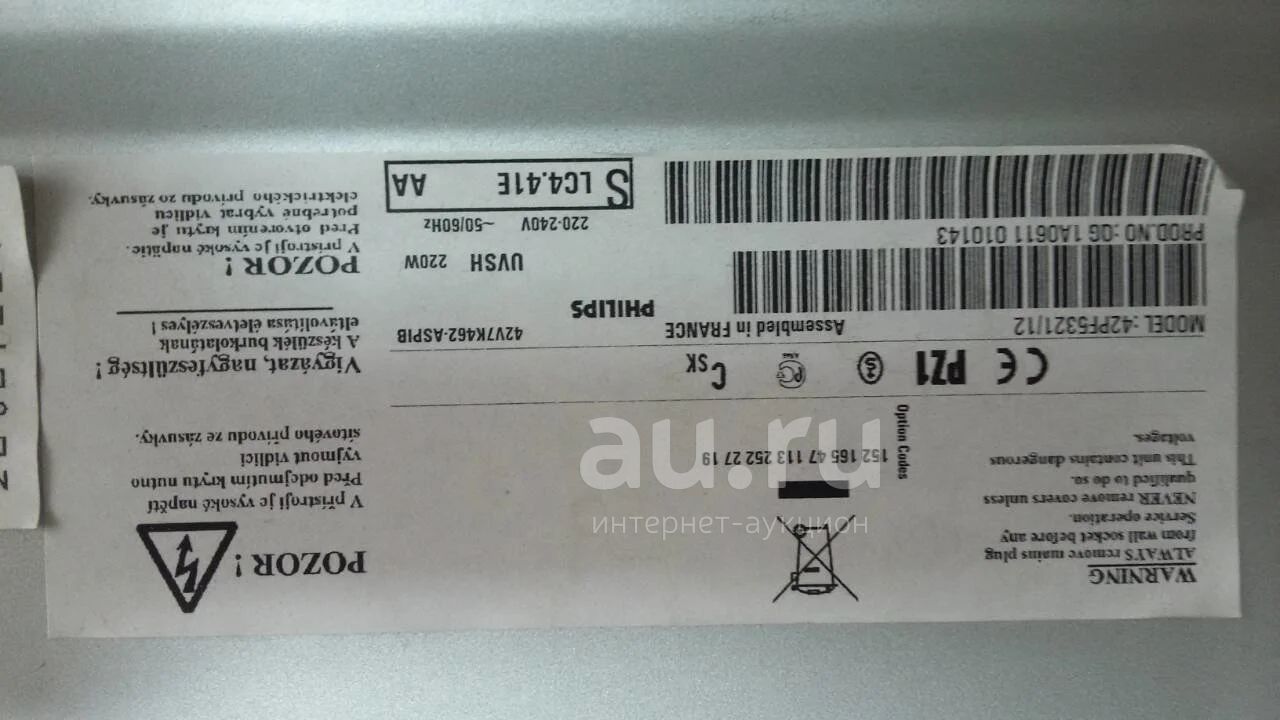 WARNING
ALWAYS remove mains plug
from wall socket before any
Service operation.
NEVER remove covers unless
qualified to do so.
This unit contains dangerous
voltages.
Option Codes
152 165 47 113 252 27 19
POZOR !
V přístroji je vysoké napětí
Před odejmutím krytu nutno
vyjmout vidlici
síťového přívodu ze zásuvky.
CE PZ1 S2 PG C SK
MODEL :42PF5321/12
Assembled in FRANCE
PHILIPS
42V7K462-ASPIB
UVSH 220W
PROD.NO :QG 1A0611 010143
220-240V ~50/60Hz
S LC4.41E AA
Vigyázat, nagyfeszültség !
A készülék burkolatának
eltávolítása életveszélyes !
POZOR !
V prístroji je vysoké napätie.
Pred otvorením krytu je
potrebné vybrať vidlicu
elektrického prívodu zo zásuvky.
au.ru
интернет-аукцион